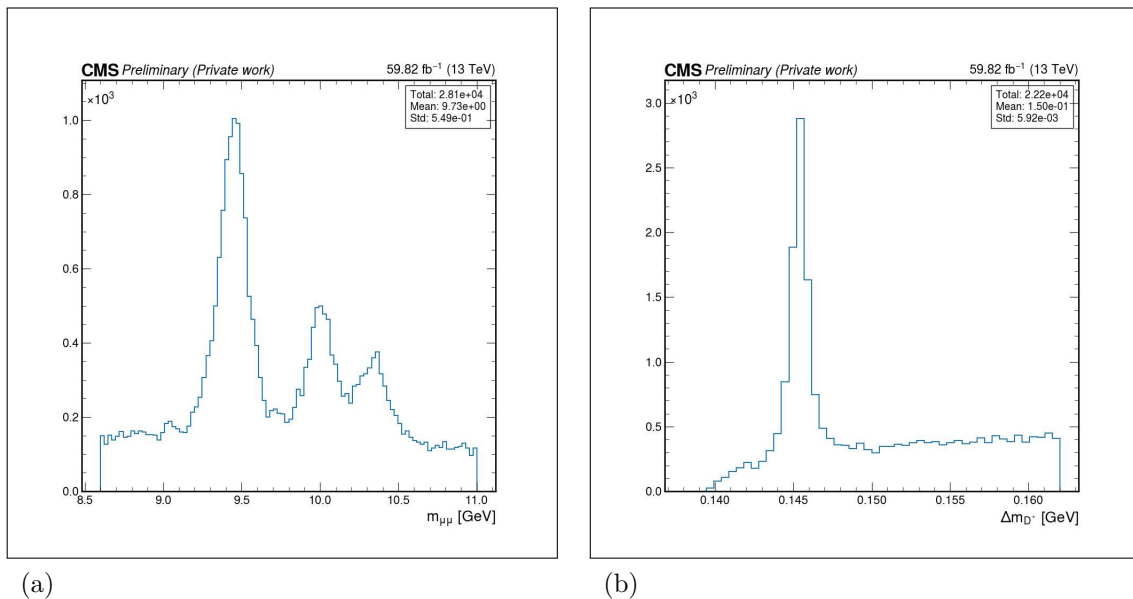 CMS Preliminary (Private work) 59.82 fb⁻¹ (13 TeV)
×10³
Total: 2.81e+04
Mean: 9.73e+00
Std: 5.49e-01
1.0
0.8
0.6
0.4
0.2
0.0
8.5 9.0 9.5 10.0 10.5 11.0
mμμ [GeV]
(a)
CMS Preliminary (Private work) 59.82 fb⁻¹ (13 TeV)
×10³
Total: 2.22e+04
Mean: 1.50e-01
Std: 5.92e-03
3.0
2.5
2.0
1.5
1.0
0.5
0.0
0.140 0.145 0.150 0.155 0.160
ΔmD* [GeV]
(b)